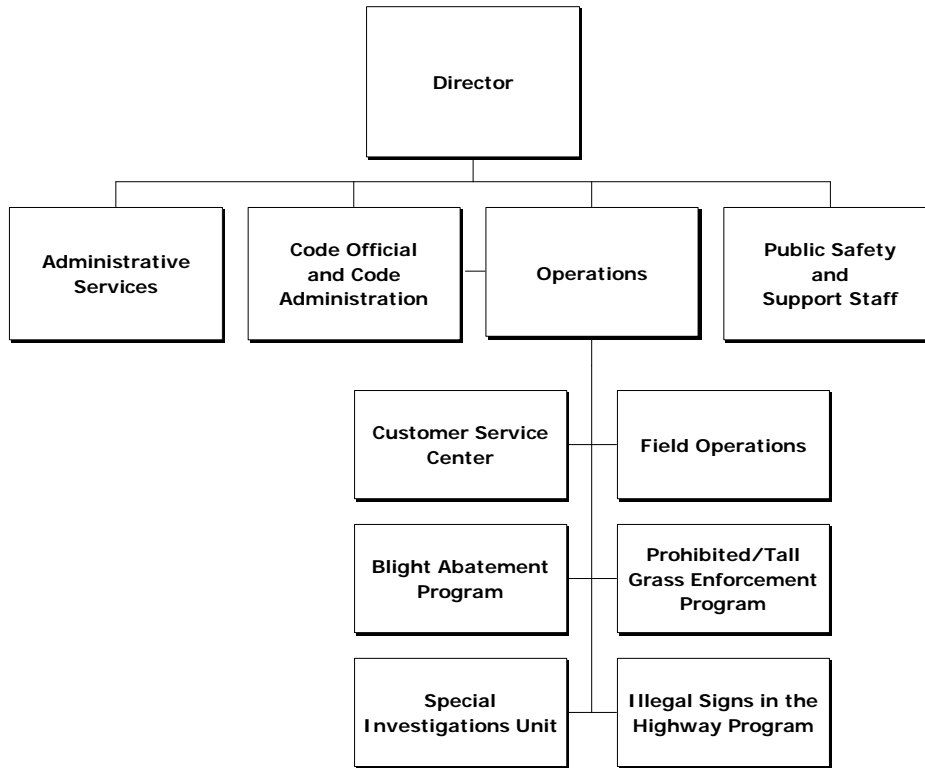 Director
Administrative
Services
Code Official
and Code
Administration
Operations
Public Safety
and
Support Staff
Customer Service
Center
Field Operations
Blight Abatement
Program
Prohibited/Tall
Grass Enforcement
Program
Special
Investigations Unit
Illegal Signs in the
Highway Program